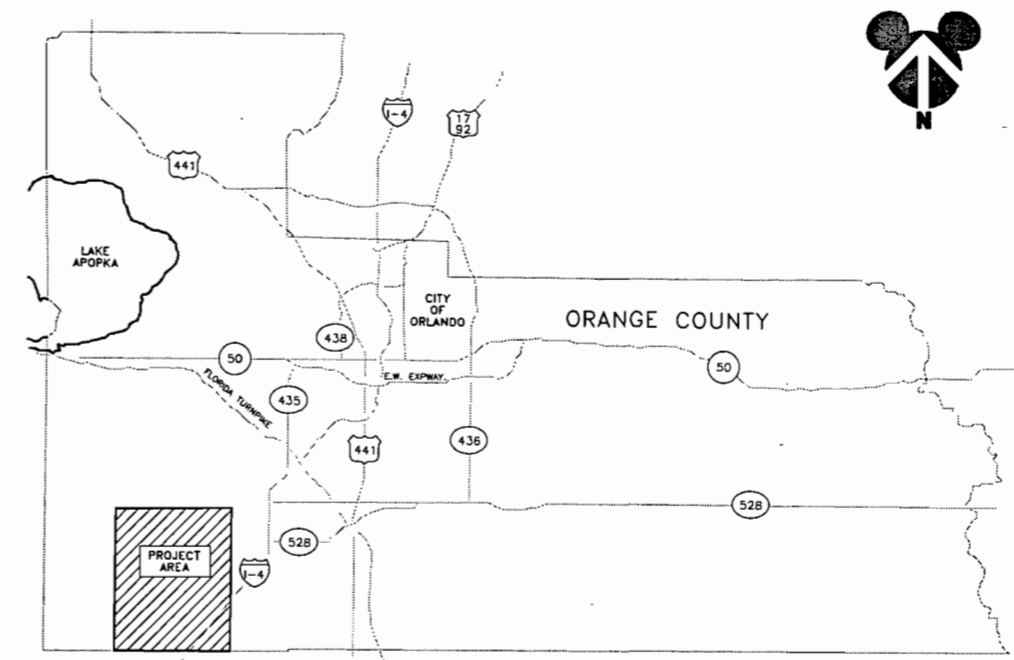 I-4
17
92
N
441
LAKE
APOPKA
CITY
OF
ORLANDO
ORANGE COUNTY
438
50
50
E.W. EXPWAY.
FLORIDA TURNPIKE
435
441
436
528
528
PROJECT
AREA
I-4